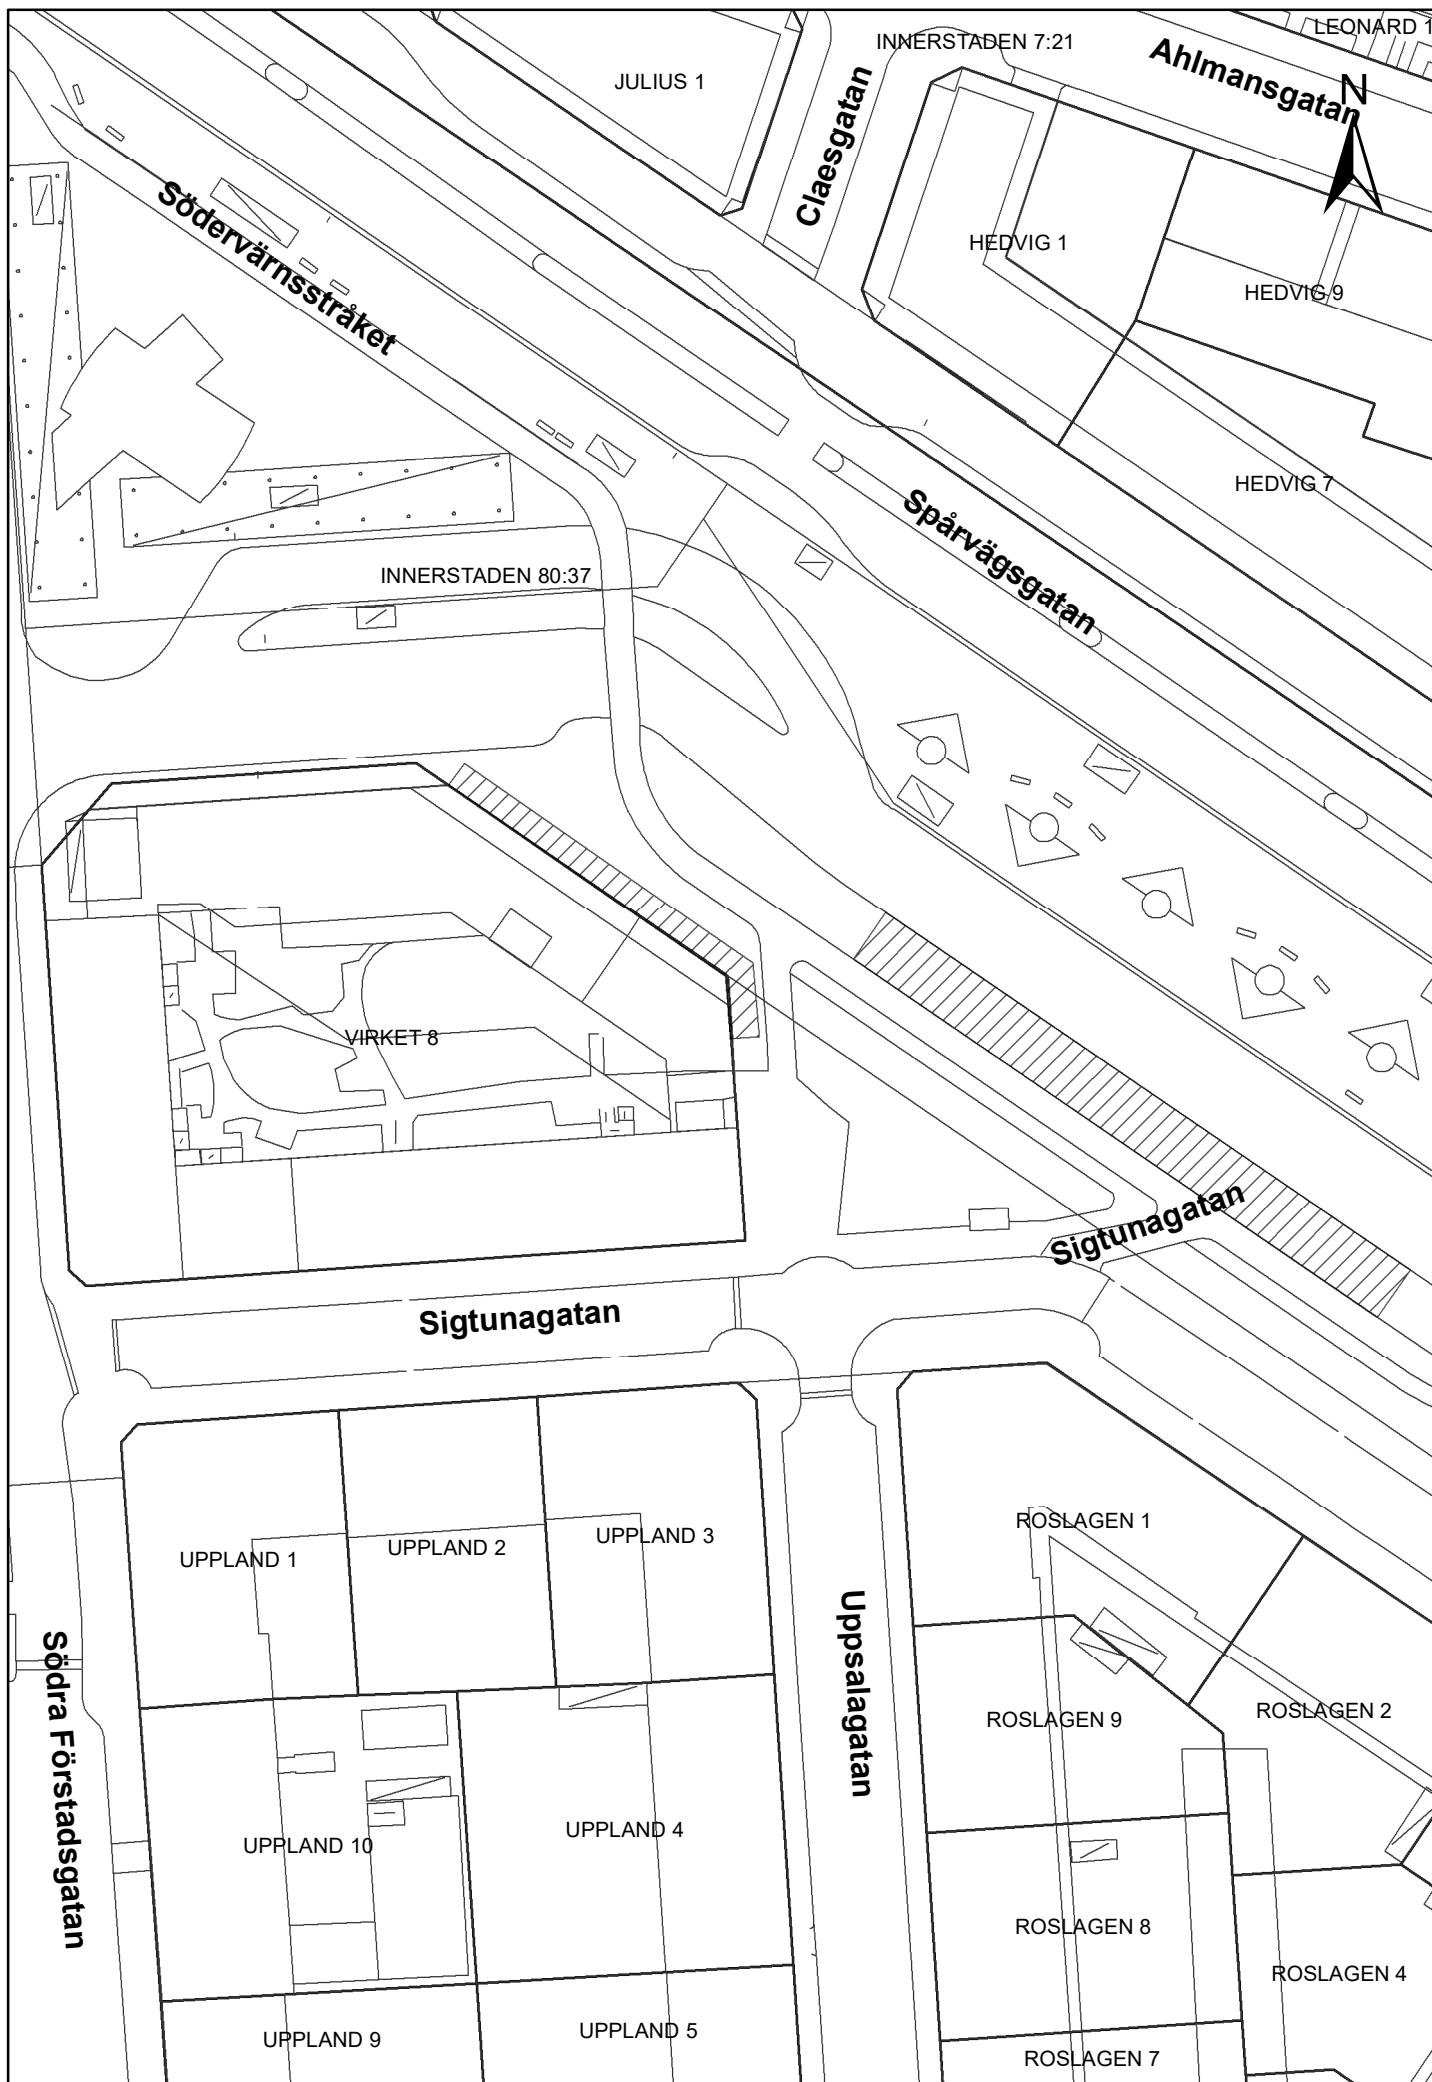 LEONARD 1
INNERSTADEN 7:21
Ahlmansgatan
JULIUS 1
N
Claesgatan
Södervärnsstråket
HEDVIG 1
HEDVIG 9
HEDVIG 7
Spårvägsgatan
INNERSTADEN 80:37
VIRKET 8
Sigtunagatan
Sigtunagatan
ROSLAGEN 1
UPPLAND 3
UPPLAND 2
UPPLAND 1
Uppsalagatan
Södra Förstadsgatan
ROSLAGEN 9
ROSLAGEN 2
UPPLAND 4
UPPLAND 10
ROSLAGEN 8
ROSLAGEN 4
UPPLAND 5
UPPLAND 9
ROSLAGEN 7